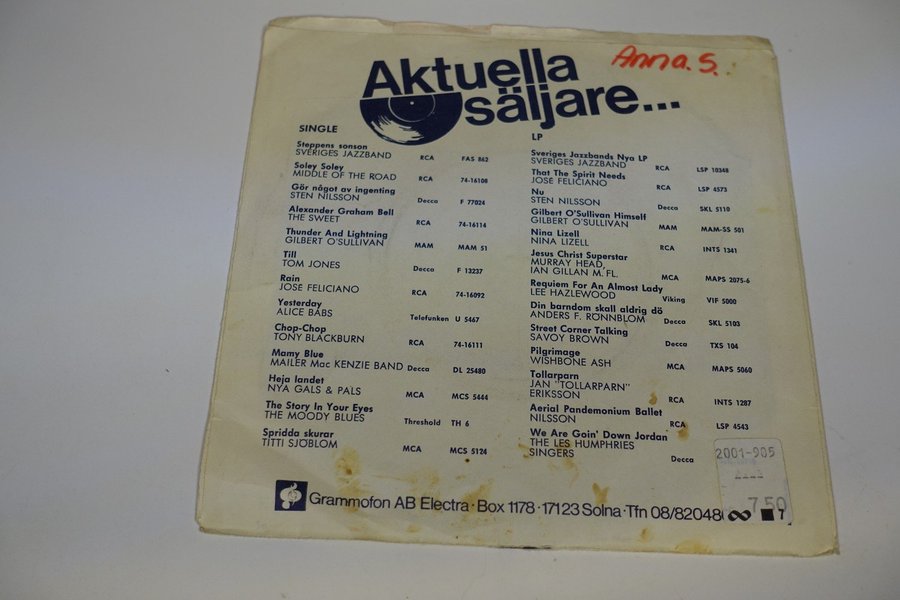 Anna.S.
Aktuella
säljare...
SINGLE
Steppens sonson
SVERIGES JAZZBAND RCA FAS 862
Soley Soley
MIDDLE OF THE ROAD RCA 74-16108
Gör något av ingenting
STEN NILSSON Decca F 77024
Alexander Graham Bell
THE SWEET RCA 74-16114
Thunder And Lightning
GILBERT O'SULLIVAN MAM MAM 51
Till
TOM JONES Decca F 13237
Rain
JOSE FELICIANO RCA 74-16092
Yesterday
ALICE BABS Telefunken U 5467
Chop-Chop
TONY BLACKBURN RCA 74-16111
Mamy Blue
MAILER Mac KENZIE BAND Decca DL 25480
Heja landet
NYA GALS & PALS MCA MCS 5444
The Story In Your Eyes
THE MOODY BLUES Threshold TH 6
Spridda skurar
TITTI SJÖBLOM MCA MCS 5124
LP
Sveriges Jazzbands Nya LP
SVERIGES JAZZBAND RCA LSP 10348
That The Spirit Needs
JOSE FELICIANO RCA LSP 4573
Nu
STEN NILSSON Decca SKL 5110
Gilbert O'Sullivan Himself
GILBERT O'SULLIVAN MAM MAM-SS 501
Nina Lizell
NINA LIZELL RCA INTS 1341
Jesus Christ Superstar
MURRAY HEAD,
IAN GILLAN M. FL. MCA MAPS 2075-6
Requiem For An Almost Lady
LEE HAZLEWOOD Viking VIF 5000
Din barndom skall aldrig dö
ANDERS F. RÖNNBLOM Decca SKL 5103
Street Corner Talking
SAVOY BROWN Decca TXS 104
Pilgrimage
WISHBONE ASH MCA MAPS 5060
Tollarparn
JAN "TOLLARPARN"
ERIKSSON RCA INTS 1287
Aerial Pandemonium Ballet
NILSSON RCA LSP 4543
We Are Goin' Down Jordan
THE LES HUMPHRIES
SINGERS Decca
2001-905
7.50
Grammofon AB Electra · Box 1178 · 17123 Solna · Tfn 08/82048